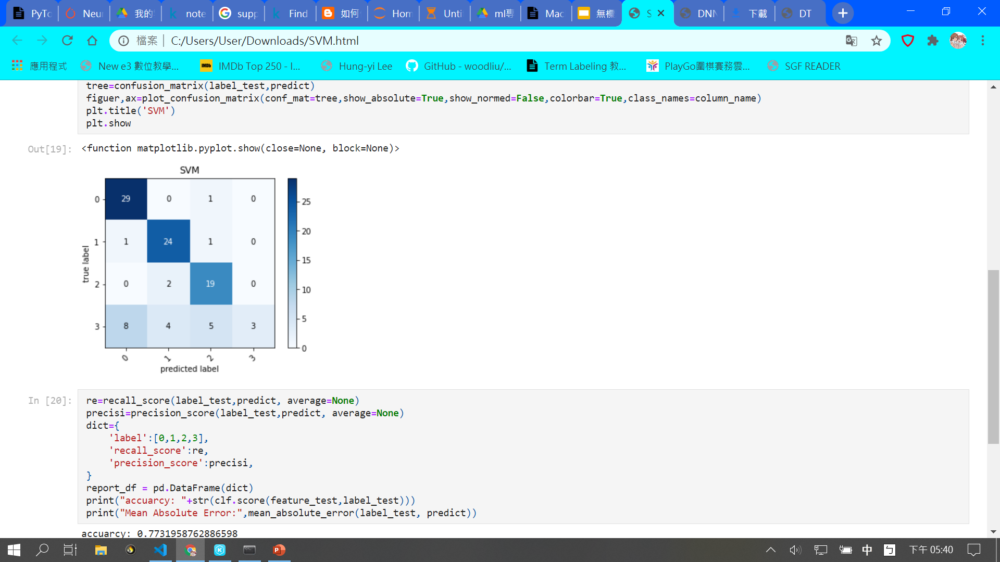 PyTo Neur 我的 note supp Find 如何 Hom Unti ml專 Mac 無標 S DNN 下載 DT
檔案 C:/Users/User/Downloads/SVM.html
應用程式 New e3 數位教學... IMDb IMDb Top 250 - I... Hung-yi Lee GitHub - woodliu/... Term Labeling 教... PlayGo圍棋賽務雲... SGF READER
tree=confusion_matrix(label_test,predict)
figuer,ax=plot_confusion_matrix(conf_mat=tree,show_absolute=True,show_normed=False,colorbar=True,class_names=column_name)
plt.title('SVM')
plt.show
Out[19]: <function matplotlib.pyplot.show(close=None, block=None)>
SVM
0 29 0 1 0
1 1 24 1 0
2 0 2 19 0
3 8 4 5 3
true label
0 1 2 3
predicted label
25
20
15
10
5
0
In [20]: re=recall_score(label_test,predict, average=None)
precisi=precision_score(label_test,predict, average=None)
dict={
'label':[0,1,2,3],
'recall_score':re,
'precision_score':precisi,
}
report_df = pd.DataFrame(dict)
print("accuarcy: "+str(clf.score(feature_test,label_test)))
print("Mean Absolute Error:",mean_absolute_error(label_test, predict))
accuarcy: 0.7731958762886598
中 ㄅ 下午 05:40